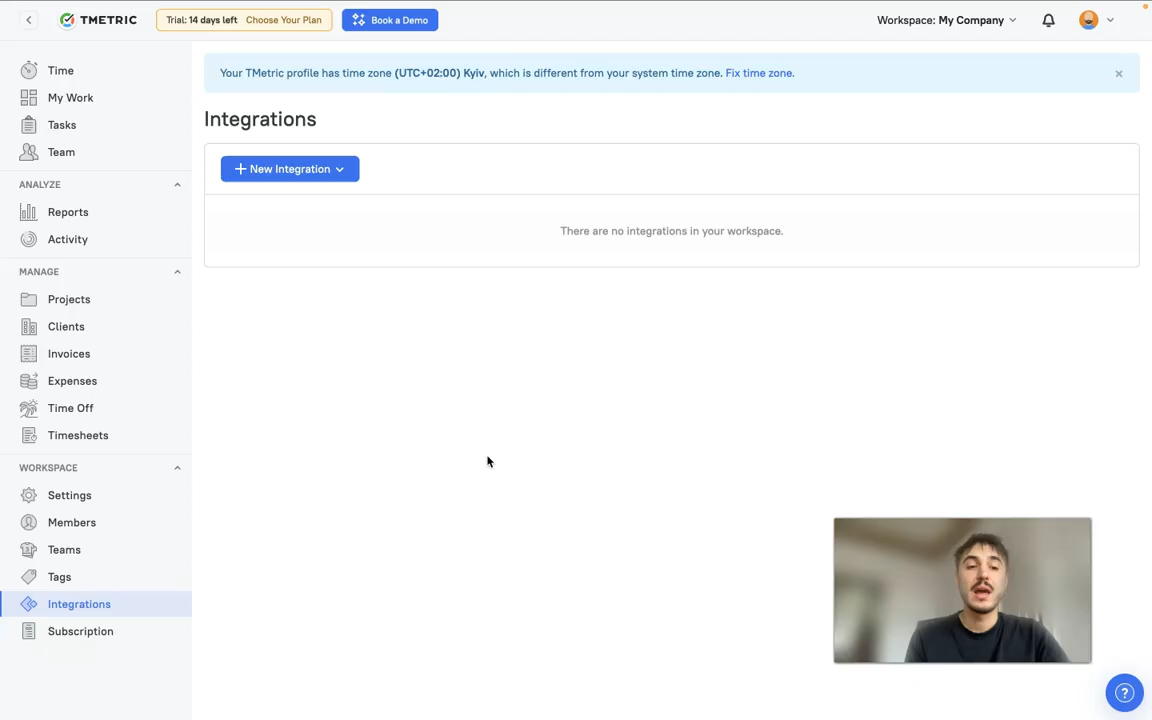 TMETRIC
Trial: 14 days left Choose Your Plan
Book a Demo
Workspace: My Company
Time
My Work
Tasks
Team
ANALYZE
Reports
Activity
MANAGE
Projects
Clients
Invoices
Expenses
Time Off
Timesheets
WORKSPACE
Settings
Members
Teams
Tags
Integrations
Subscription
Your TMetric profile has time zone (UTC+02:00) Kyiv, which is different from your system time zone. Fix time zone.
Integrations
New Integration
There are no integrations in your workspace.